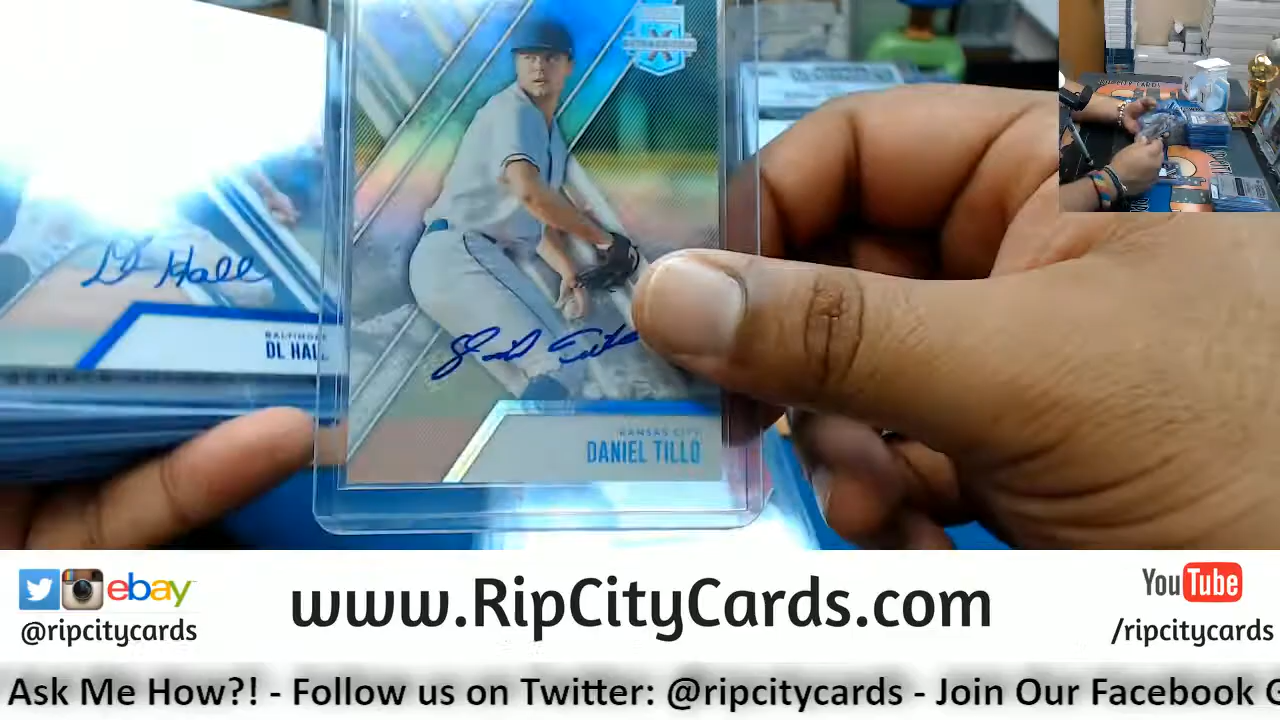 DL Hall
BALTIMORE
DL HALL
KANSAS CITY
DANIEL TILLO
ebay
@ripcitycards
www.RipCityCards.com
YouTube
/ripcitycards
Ask Me How?! - Follow us on Twitter: @ripcitycards - Join Our Facebook G